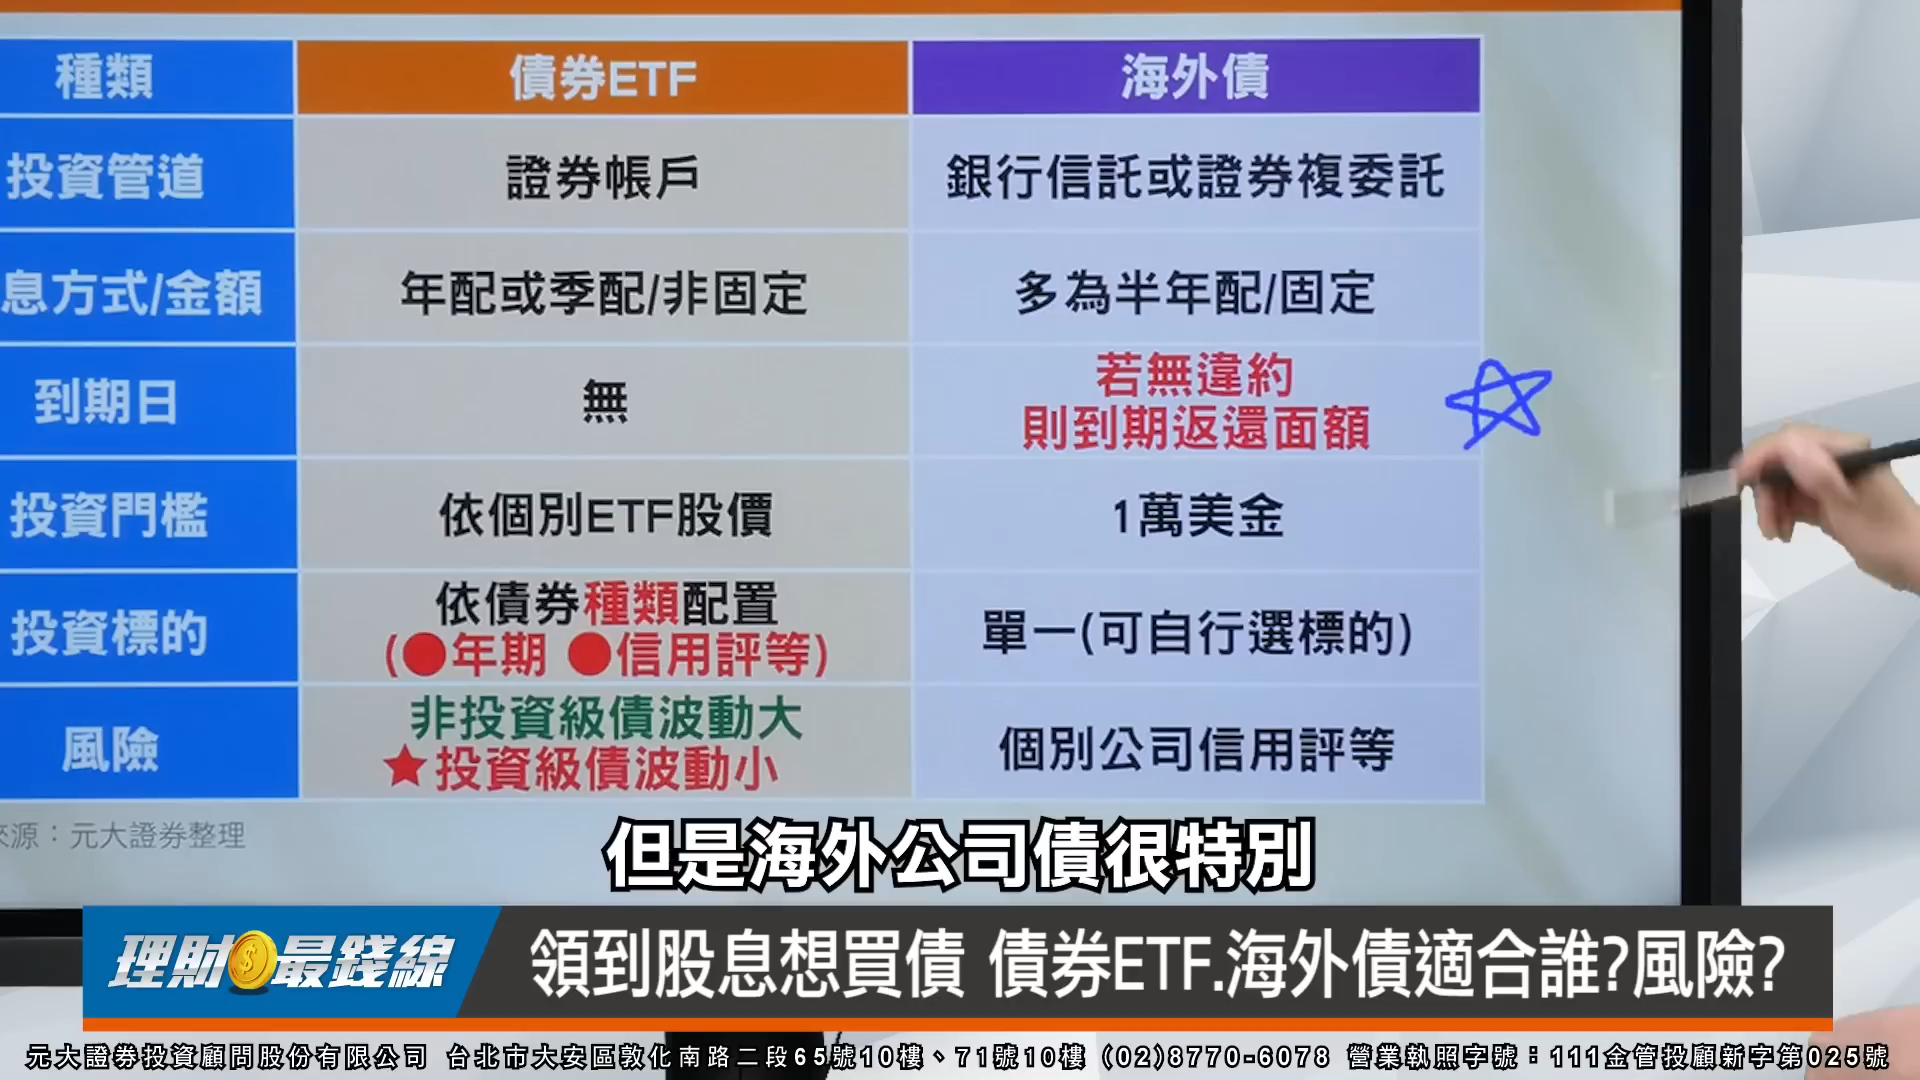 種類 債券ETF 海外債
投資管道 證券帳戶 銀行信託或證券複委託
息方式/金額 年配或季配/非固定 多為半年配/固定
到期日 無 若無違約
則到期返還面額
投資門檻 依個別ETF股價 1萬美金
投資標的 依債券種類配置
(●年期 ●信用評等) 單一(可自行選標的)
風險 非投資級債波動大
★投資級債波動小 個別公司信用評等
來源：元大證券整理
但是海外公司債很特別
理財最錢線 領到股息想買債 債券ETF.海外債適合誰?風險?
元大證券投資顧問股份有限公司 台北市大安區敦化南路二段65號10樓、71號10樓 (02)8770-6078 營業執照字號：111金管投顧新字第025號